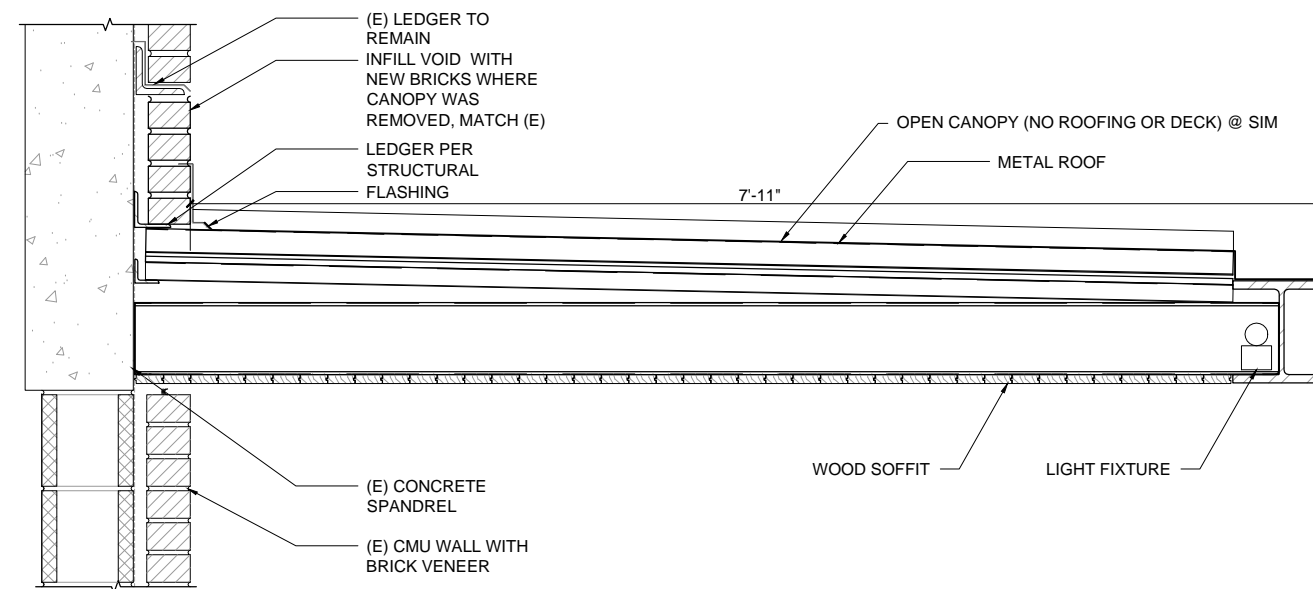 (E) LEDGER TO
REMAIN
INFILL VOID WITH
NEW BRICKS WHERE
CANOPY WAS
REMOVED, MATCH (E)
LEDGER PER
STRUCTURAL
FLASHING
OPEN CANOPY (NO ROOFING OR DECK) @ SIM
METAL ROOF
7'-11"
WOOD SOFFIT
LIGHT FIXTURE
(E) CONCRETE
SPANDREL
(E) CMU WALL WITH
BRICK VENEER